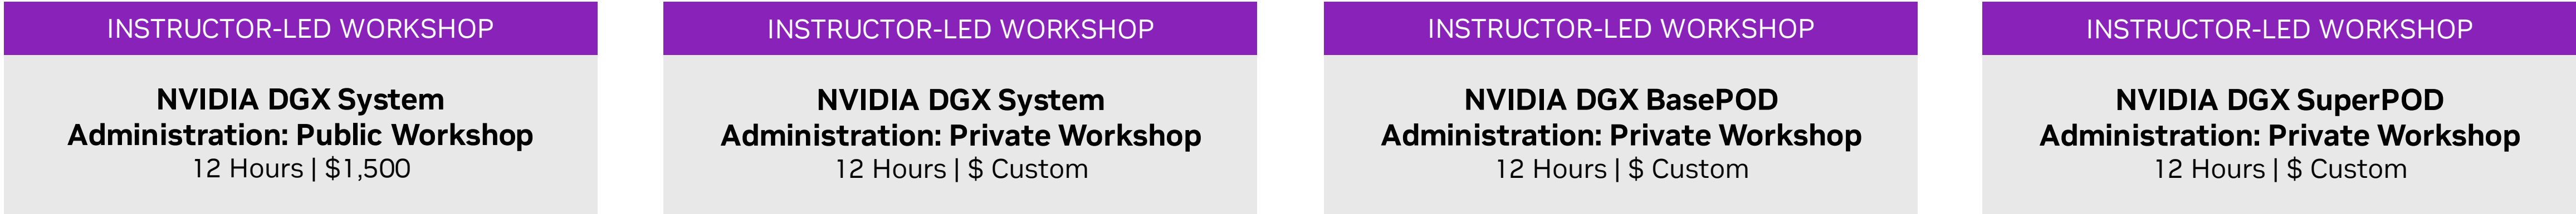 INSTRUCTOR-LED WORKSHOP
NVIDIA DGX System
Administration: Public Workshop
12 Hours | $1,500
INSTRUCTOR-LED WORKSHOP
NVIDIA DGX System
Administration: Private Workshop
12 Hours | $ Custom
INSTRUCTOR-LED WORKSHOP
NVIDIA DGX BasePOD
Administration: Private Workshop
12 Hours | $ Custom
INSTRUCTOR-LED WORKSHOP
NVIDIA DGX SuperPOD
Administration: Private Workshop
12 Hours | $ Custom